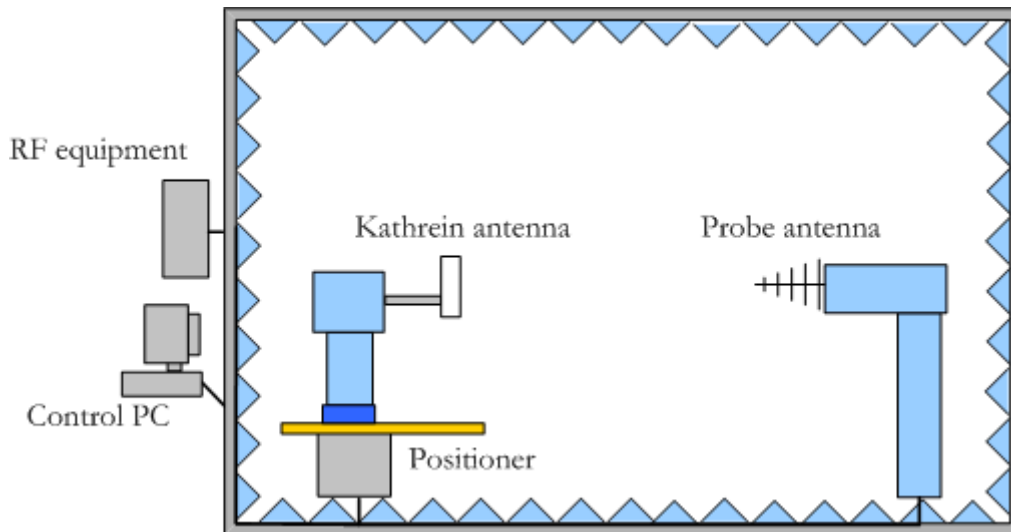 RF equipment
Kathrein antenna
Probe antenna
Control PC
Positioner